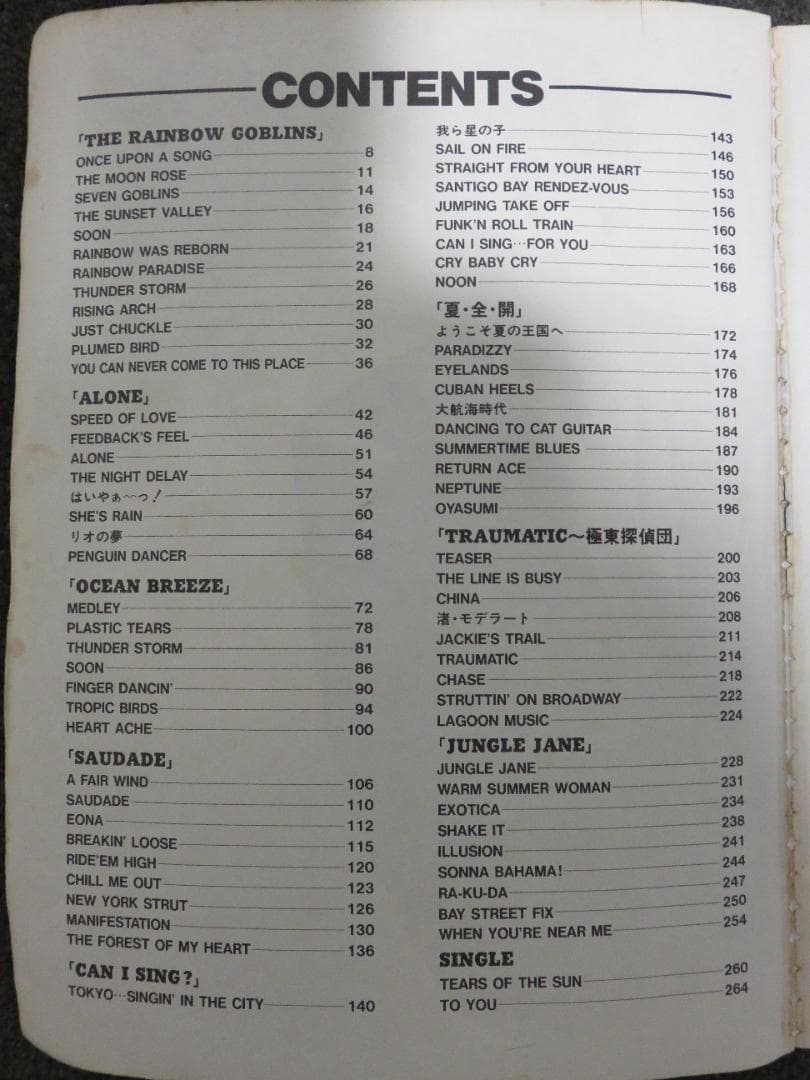 CONTENTS
「THE RAINBOW GOBLINS」
ONCE UPON A SONG 8
THE MOON ROSE 11
SEVEN GOBLINS 14
THE SUNSET VALLEY 16
SOON 18
RAINBOW WAS REBORN 21
RAINBOW PARADISE 24
THUNDER STORM 26
RISING ARCH 28
JUST CHUCKLE 30
PLUMED BIRD 32
YOU CAN NEVER COME TO THIS PLACE 36
「ALONE」
SPEED OF LOVE 42
FEEDBACK'S FEEL 46
ALONE 51
THE NIGHT DELAY 54
はいやぁ〜〜っ! 57
SHE'S RAIN 60
リオの夢 64
PENGUIN DANCER 68
「OCEAN BREEZE」
MEDLEY 72
PLASTIC TEARS 78
THUNDER STORM 81
SOON 86
FINGER DANCIN' 90
TROPIC BIRDS 94
HEART ACHE 100
「SAUDADE」
A FAIR WIND 106
SAUDADE 110
EONA 112
BREAKIN' LOOSE 115
RIDE'EM HIGH 120
CHILL ME OUT 123
NEW YORK STRUT 126
MANIFESTATION 130
THE FOREST OF MY HEART 136
「CAN I SING?」
TOKYO…SINGIN' IN THE CITY 140
我ら星の子 143
SAIL ON FIRE 146
STRAIGHT FROM YOUR HEART 150
SANTIGO BAY RENDEZ-VOUS 153
JUMPING TAKE OFF 156
FUNK'N ROLL TRAIN 160
CAN I SING…FOR YOU 163
CRY BABY CRY 166
NOON 168
「夏・全・開」
ようこそ夏の王国へ 172
PARADIZZY 174
EYELANDS 176
CUBAN HEELS 178
大航海時代 181
DANCING TO CAT GUITAR 184
SUMMERTIME BLUES 187
RETURN ACE 190
NEPTUNE 193
OYASUMI 196
「TRAUMATIC〜極東探偵団」
TEASER 200
THE LINE IS BUSY 203
CHINA 206
渚・モデラート 208
JACKIE'S TRAIL 211
TRAUMATIC 214
CHASE 218
STRUTTIN' ON BROADWAY 222
LAGOON MUSIC 224
「JUNGLE JANE」
JUNGLE JANE 228
WARM SUMMER WOMAN 231
EXOTICA 234
SHAKE IT 238
ILLUSION 241
SONNA BAHAMA! 244
RA-KU-DA 247
BAY STREET FIX 250
WHEN YOU'RE NEAR ME 254
SINGLE
TEARS OF THE SUN 260
TO YOU 264